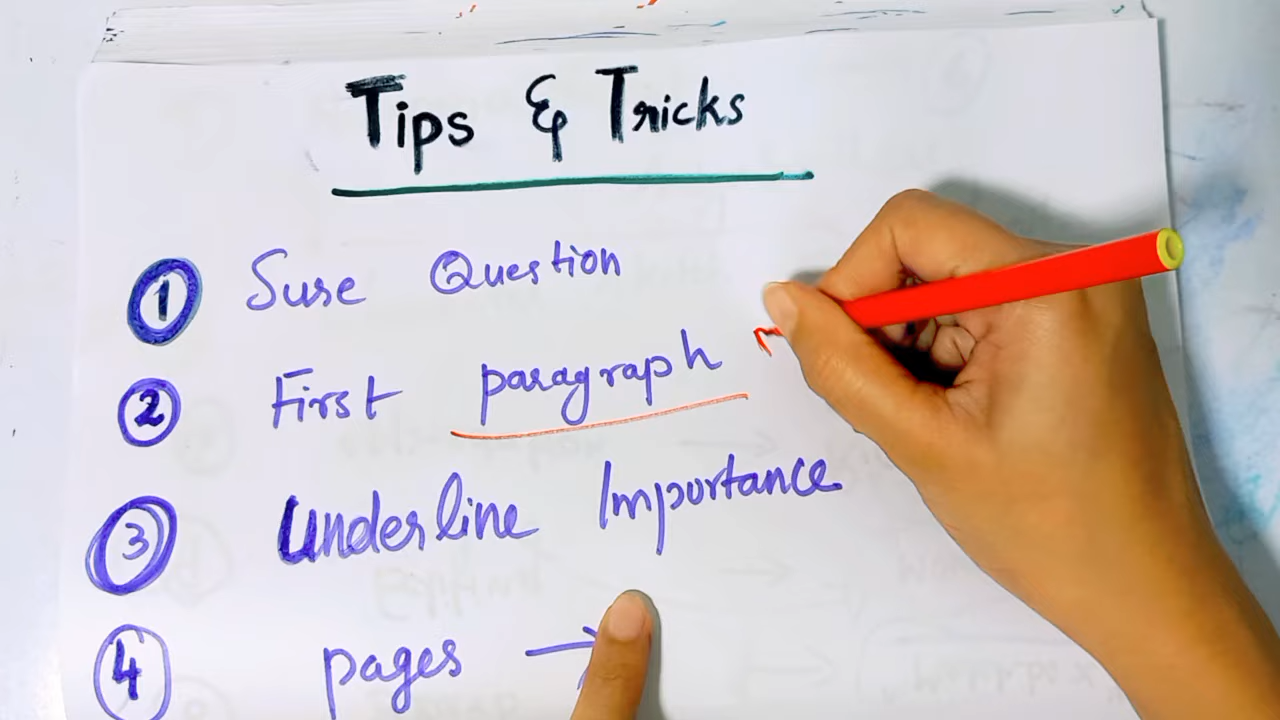 Tips & Tricks
1 Sure Question
2 First paragraph
3 Underline Importance
4 pages →